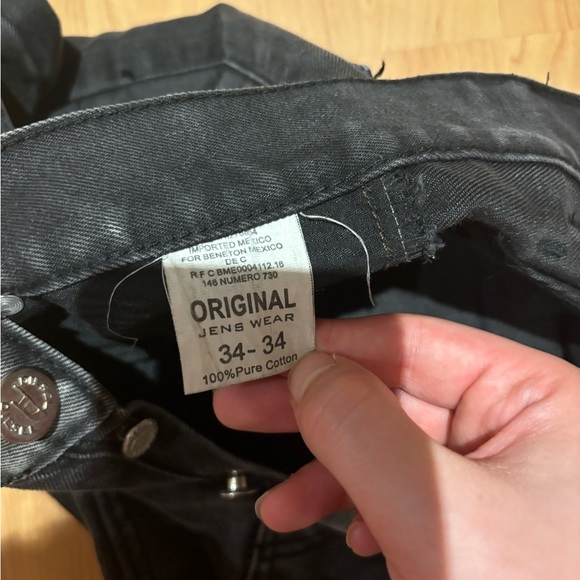 IMPORTED MEXICO
FOR BENETON MEXICO
DE C
R F C BME0004112.16
146 NUMERO 730
ORIGINAL
JENS WEAR
34- 34
100%Pure Cotton